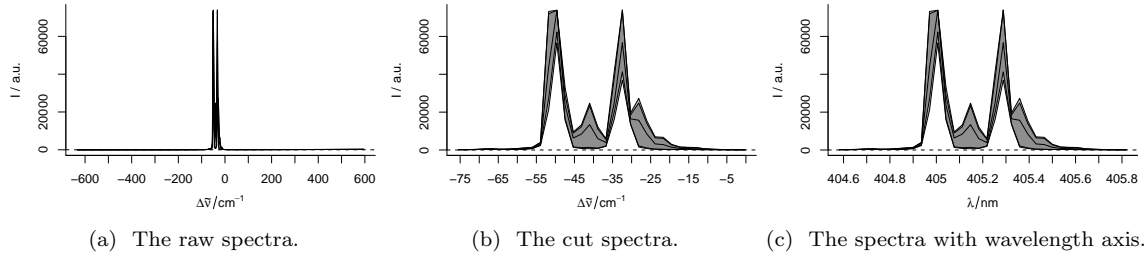 I / a.u.
0 20000 60000
−600 −400 −200 0 200 400 600
Δν̃/cm⁻¹
(a) The raw spectra.
I / a.u.
0 20000 60000
−75 −65 −55 −45 −35 −25 −15 −5
Δν̃/cm⁻¹
(b) The cut spectra.
I / a.u.
0 20000 60000
404.6 404.8 405 405.2 405.4 405.6 405.8
λ/nm
(c) The spectra with wavelength axis.